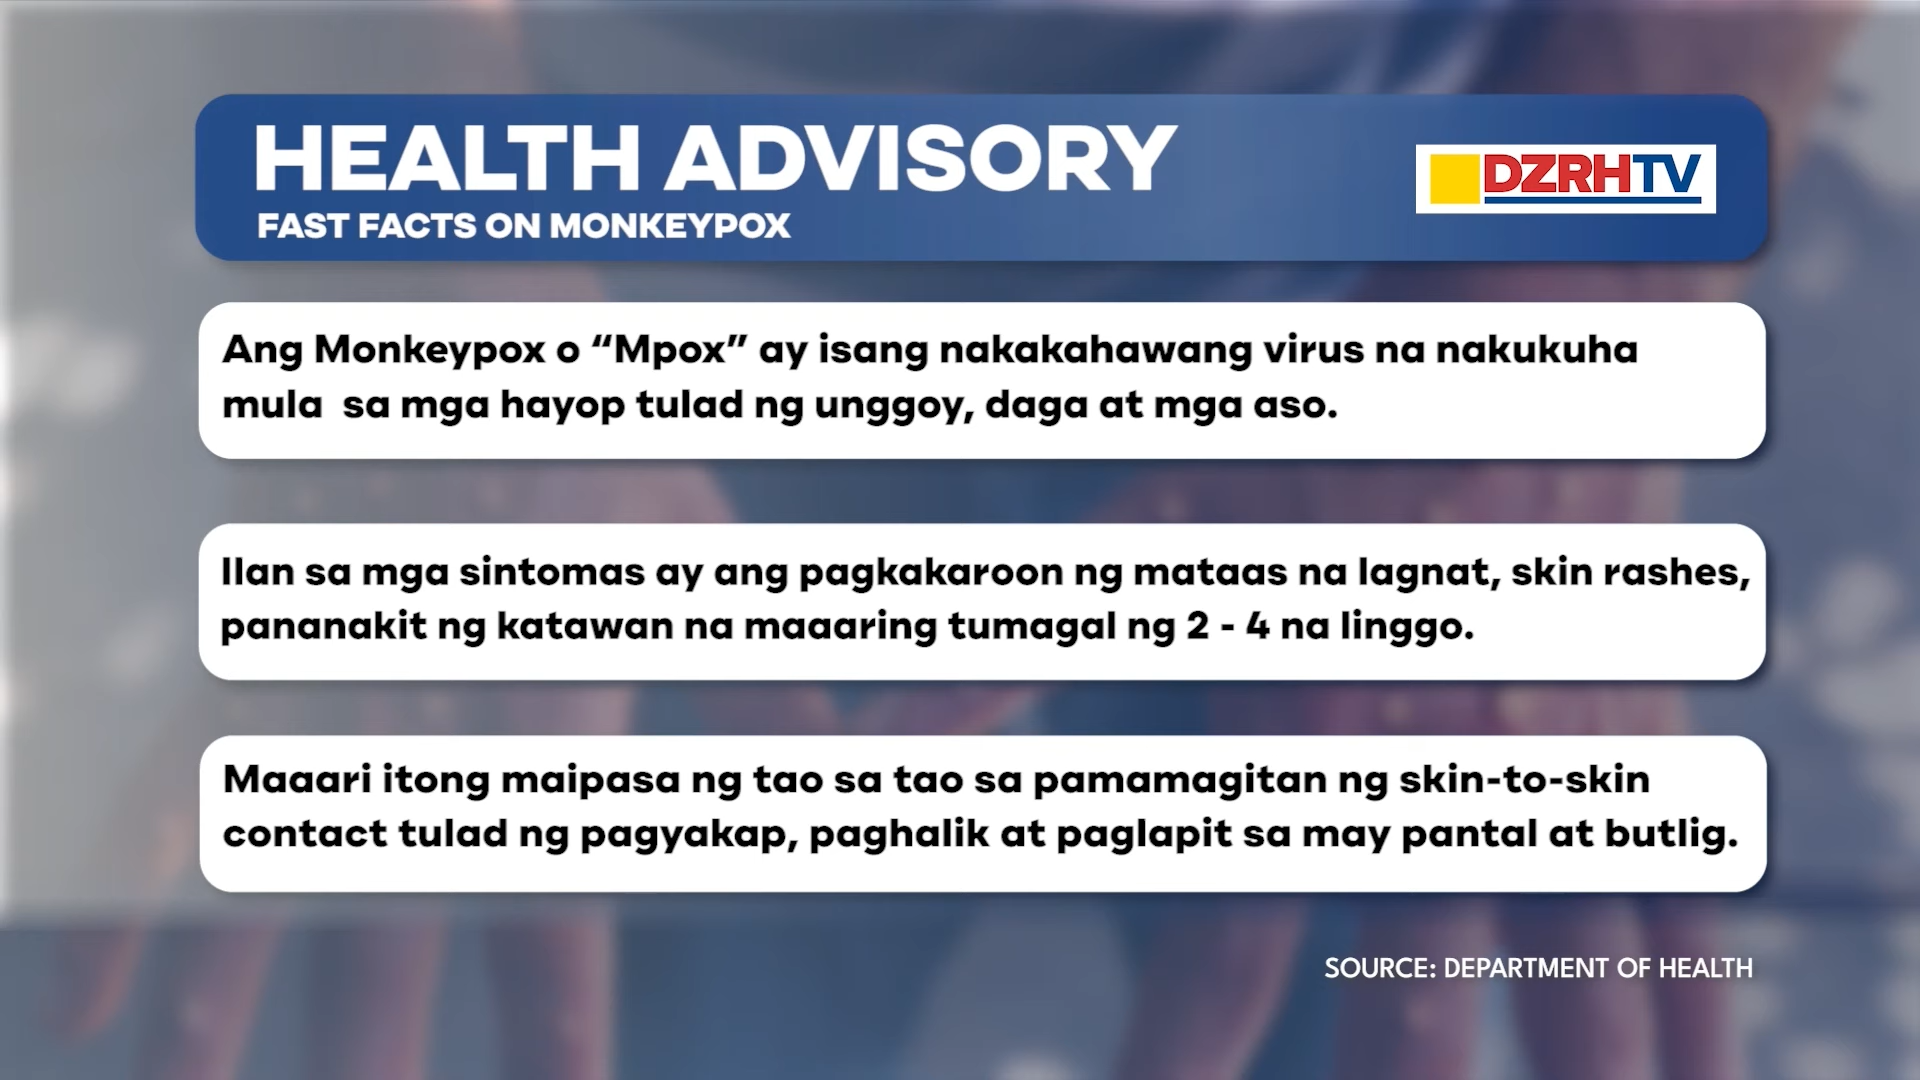 HEALTH ADVISORY
FAST FACTS ON MONKEYPOX
DZRHTV
Ang Monkeypox o “Mpox” ay isang nakakahawang virus na nakukuha
mula sa mga hayop tulad ng unggoy, daga at mga aso.
Ilan sa mga sintomas ay ang pagkakaroon ng mataas na lagnat, skin rashes,
pananakit ng katawan na maaaring tumagal ng 2 - 4 na linggo.
Maaari itong maipasa ng tao sa tao sa pamamagitan ng skin-to-skin
contact tulad ng pagyakap, paghalik at paglapit sa may pantal at butlig.
SOURCE: DEPARTMENT OF HEALTH